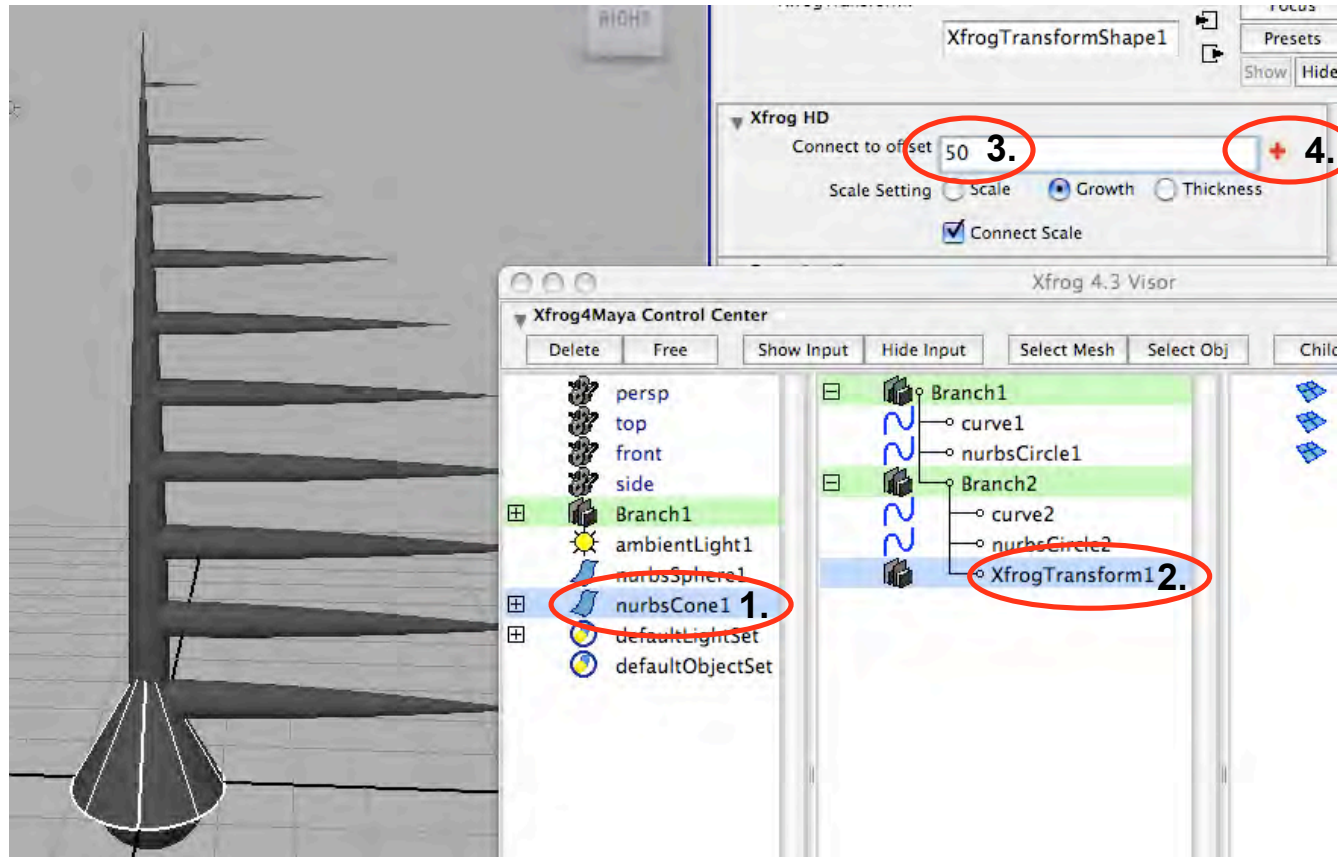 RIGHT
Focus
XfrogTransformShape1
Presets
Show Hide
Xfrog HD
Connect to offset 50 3. 4.
Scale Setting Scale Growth Thickness
Connect Scale
Xfrog 4.3 Visor
Xfrog4Maya Control Center
Delete Free Show Input Hide Input Select Mesh Select Obj Child
persp
top
front
side
Branch1
ambientLight1
nurbsSphere1
nurbsCone1 1.
defaultLightSet
defaultObjectSet
Branch1
curve1
nurbsCircle1
Branch2
curve2
nurbsCircle2
XfrogTransform1 2.